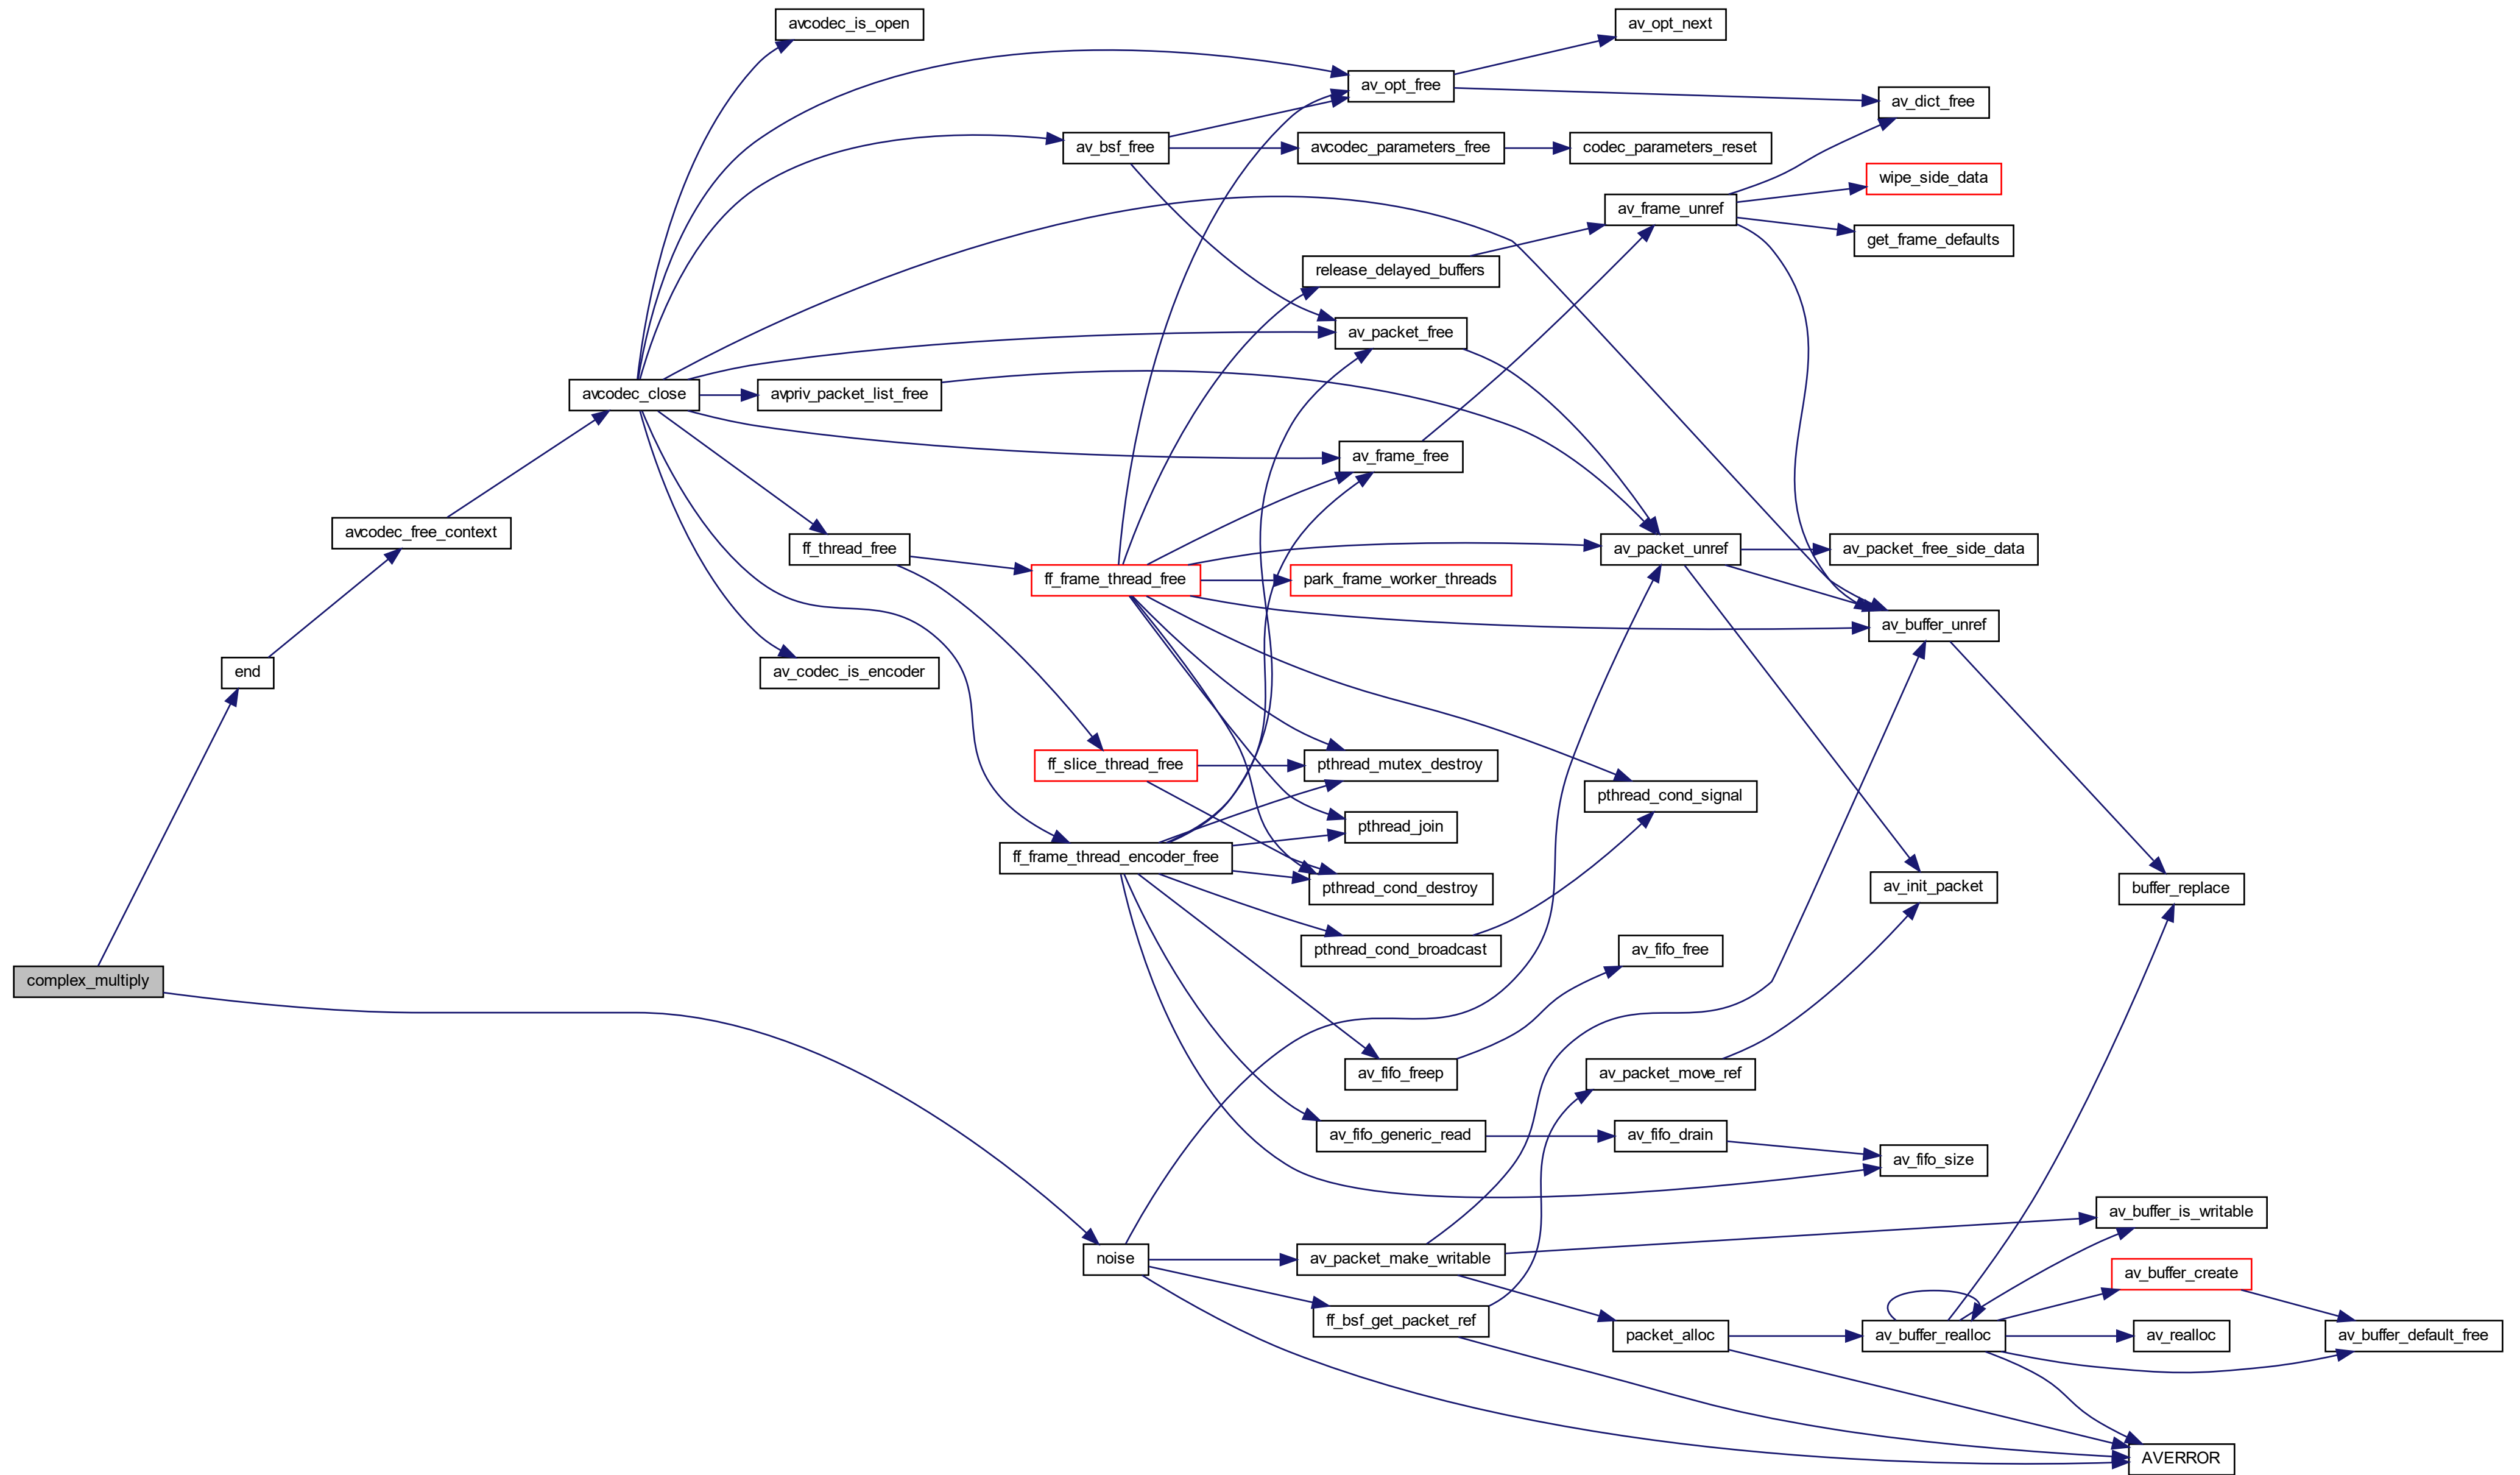 avcodec_is_open
av_opt_next
av_opt_free
av_dict_free
av_bsf_free
avcodec_parameters_free
codec_parameters_reset
wipe_side_data
av_frame_unref
get_frame_defaults
release_delayed_buffers
av_packet_free
avcodec_close
avpriv_packet_list_free
av_frame_free
avcodec_free_context
ff_thread_free
av_packet_unref
av_packet_free_side_data
ff_frame_thread_free
park_frame_worker_threads
av_buffer_unref
end
av_codec_is_encoder
ff_slice_thread_free
pthread_mutex_destroy
pthread_cond_signal
pthread_join
ff_frame_thread_encoder_free
pthread_cond_destroy
av_init_packet
buffer_replace
pthread_cond_broadcast
av_fifo_free
complex_multiply
av_fifo_freep
av_packet_move_ref
av_fifo_generic_read
av_fifo_drain
av_fifo_size
av_buffer_is_writable
noise
av_packet_make_writable
av_buffer_create
ff_bsf_get_packet_ref
packet_alloc
av_buffer_realloc
av_realloc
av_buffer_default_free
AVERROR